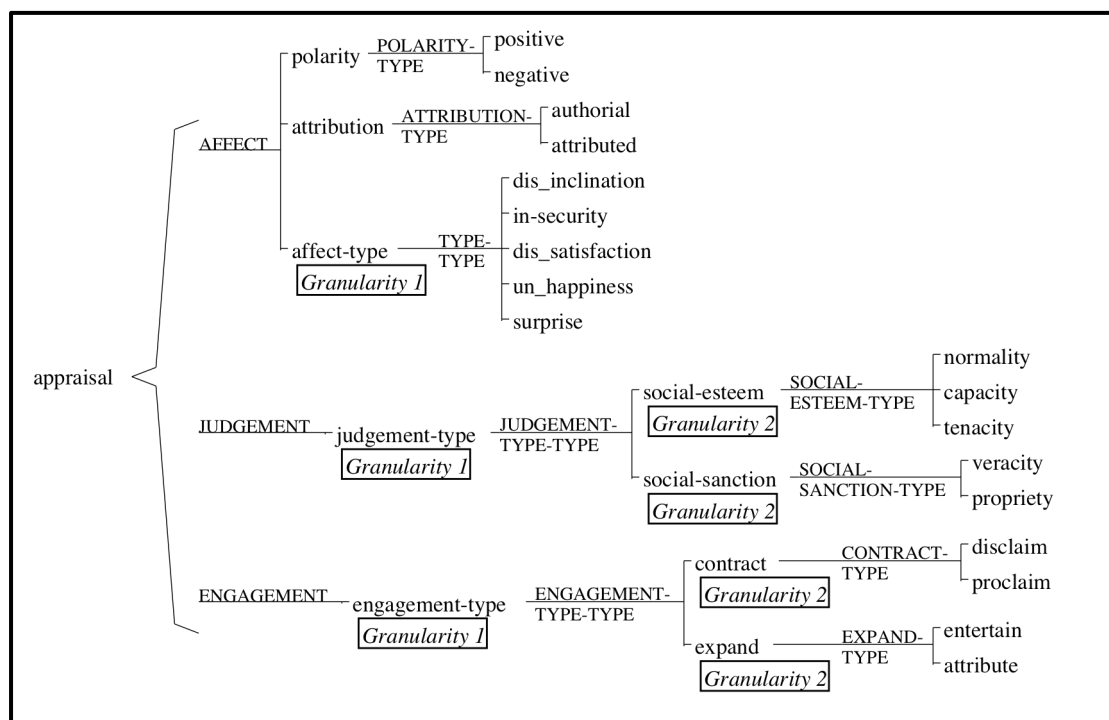 positive
polarity POLARITY-
TYPE
negative
authorial
attribution ATTRIBUTION-
TYPE
attributed
AFFECT
dis_inclination
in-security
affect-type TYPE-
TYPE
dis_satisfaction
Granularity 1
un_happiness
surprise
appraisal
normality
social-esteem SOCIAL-
ESTEEM-TYPE
capacity
Granularity 2
tenacity
JUDGEMENT judgement-type JUDGEMENT-
TYPE-TYPE
Granularity 1
veracity
social-sanction SOCIAL-
SANCTION-TYPE
Granularity 2
propriety
disclaim
contract CONTRACT-
TYPE
Granularity 2
proclaim
ENGAGEMENT engagement-type ENGAGEMENT-
TYPE-TYPE
Granularity 1
entertain
expand EXPAND-
TYPE
Granularity 2
attribute